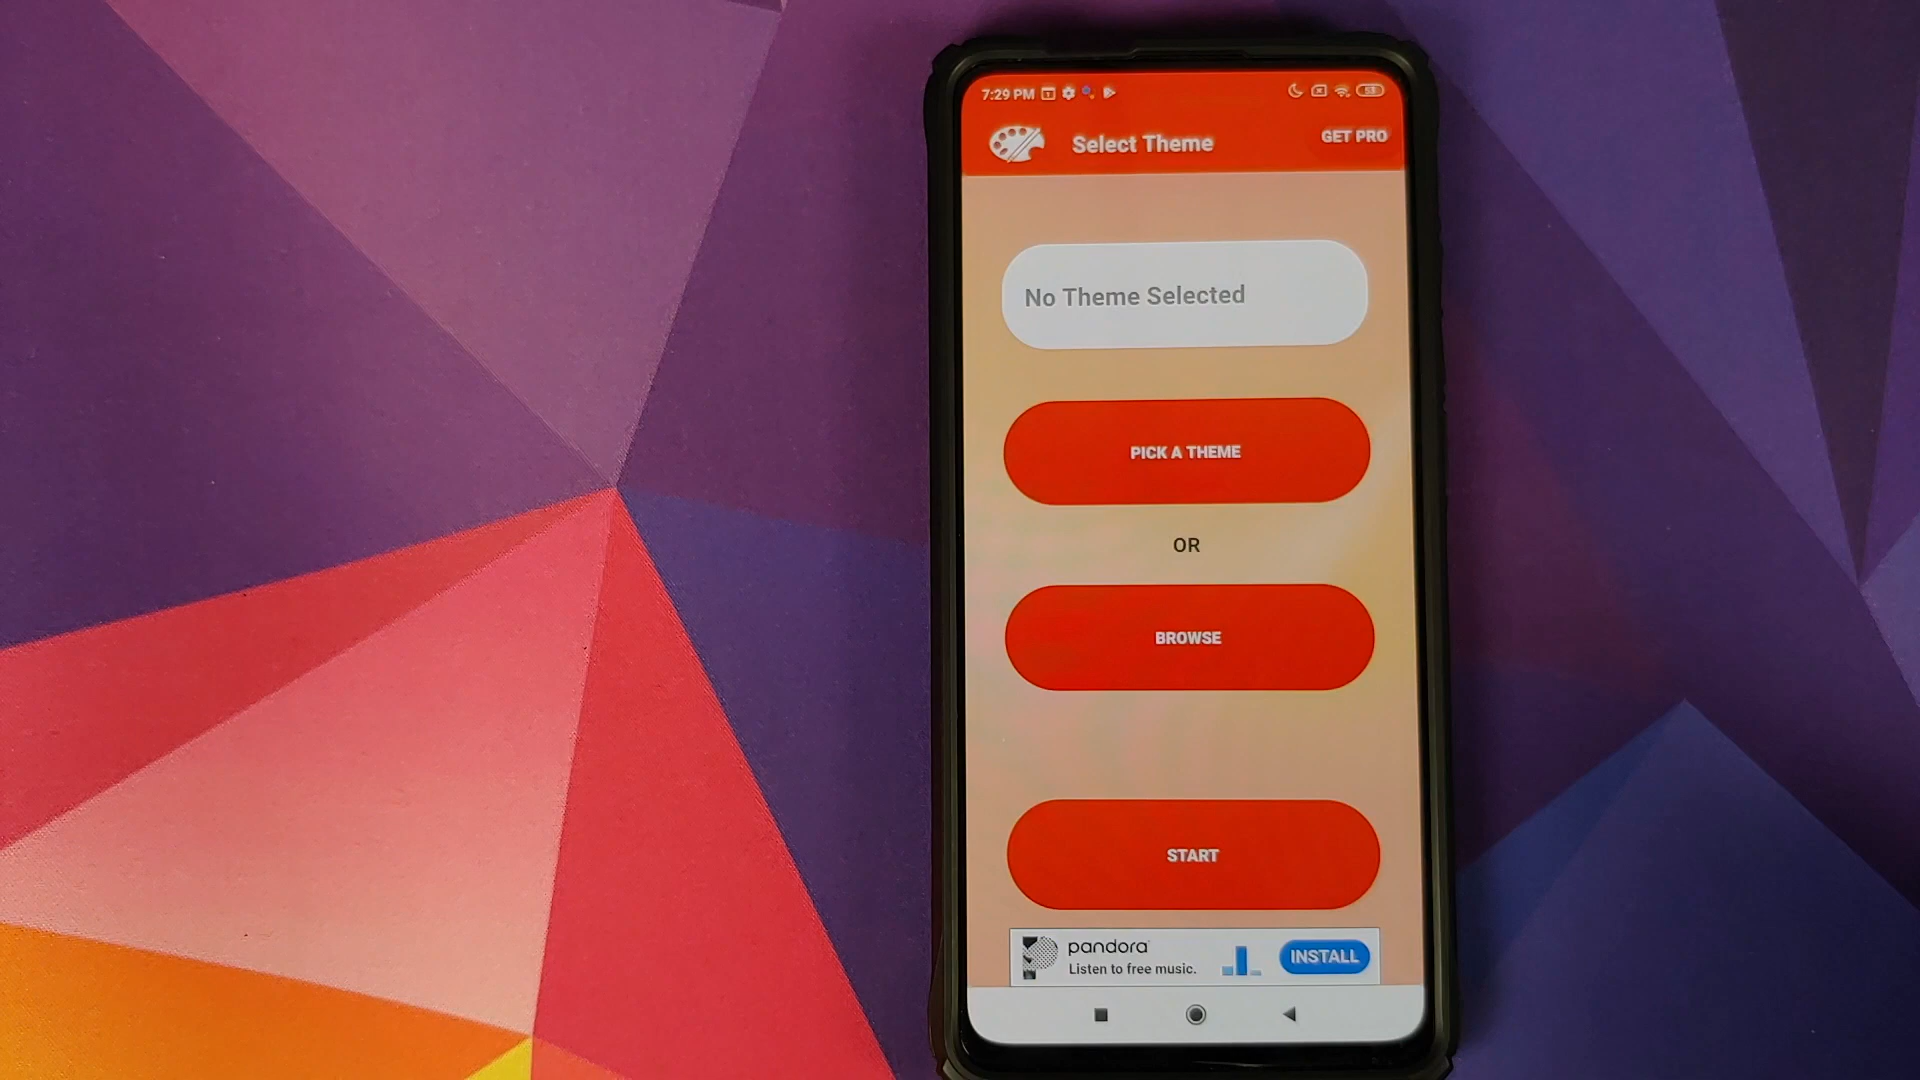 7:29 PM
53
Select Theme
GET PRO
No Theme Selected
PICK A THEME
OR
BROWSE
START
pandora
Listen to free music.
INSTALL